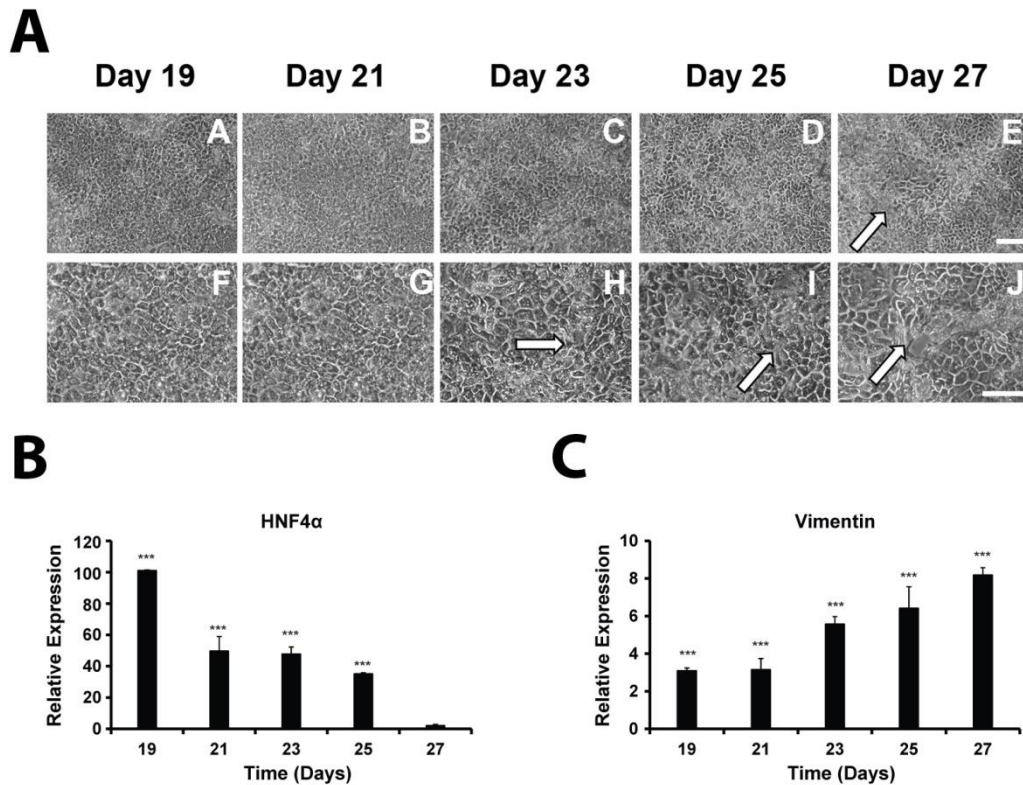 A
Day 19 Day 21 Day 23 Day 25 Day 27
A B C D E
F G H I J
B
HNF4α
Relative Expression
120
100
80
60
40
20
0
***
***
***
***
19 21 23 25 27
Time (Days)
C
Vimentin
Relative Expression
10
8
6
4
2
0
***
***
***
***
***
19 21 23 25 27
Time (Days)